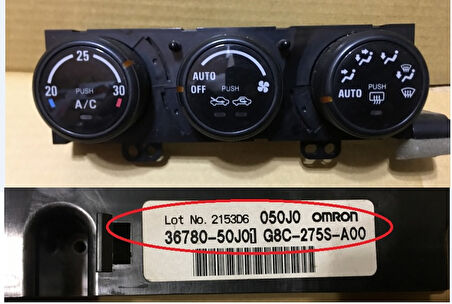 25
20 PUSH 30
A/C
AUTO
OFF
PUSH
AUTO PUSH
Lot No. 2153D6 050J0 OMRON
36780-50J0 G8C-275S-A00